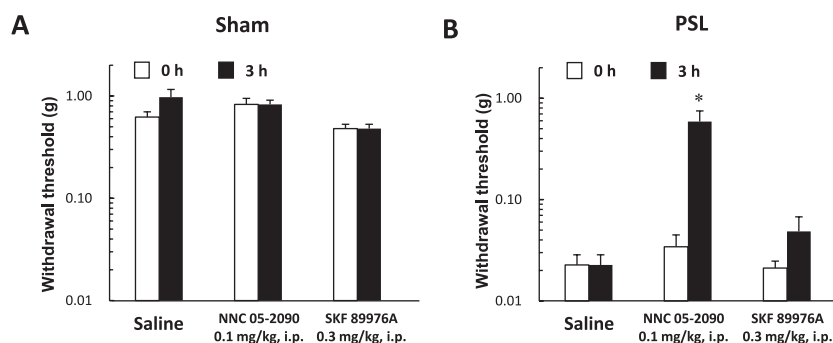 A
Sham
0 h
3 h
Withdrawal threshold (g)
1.00
0.10
0.01
Saline
NNC 05-2090
0.1 mg/kg, i.p.
SKF 89976A
0.3 mg/kg, i.p.
B
PSL
0 h
3 h
Withdrawal threshold (g)
1.00
0.10
0.01
*
Saline
NNC 05-2090
0.1 mg/kg, i.p.
SKF 89976A
0.3 mg/kg, i.p.